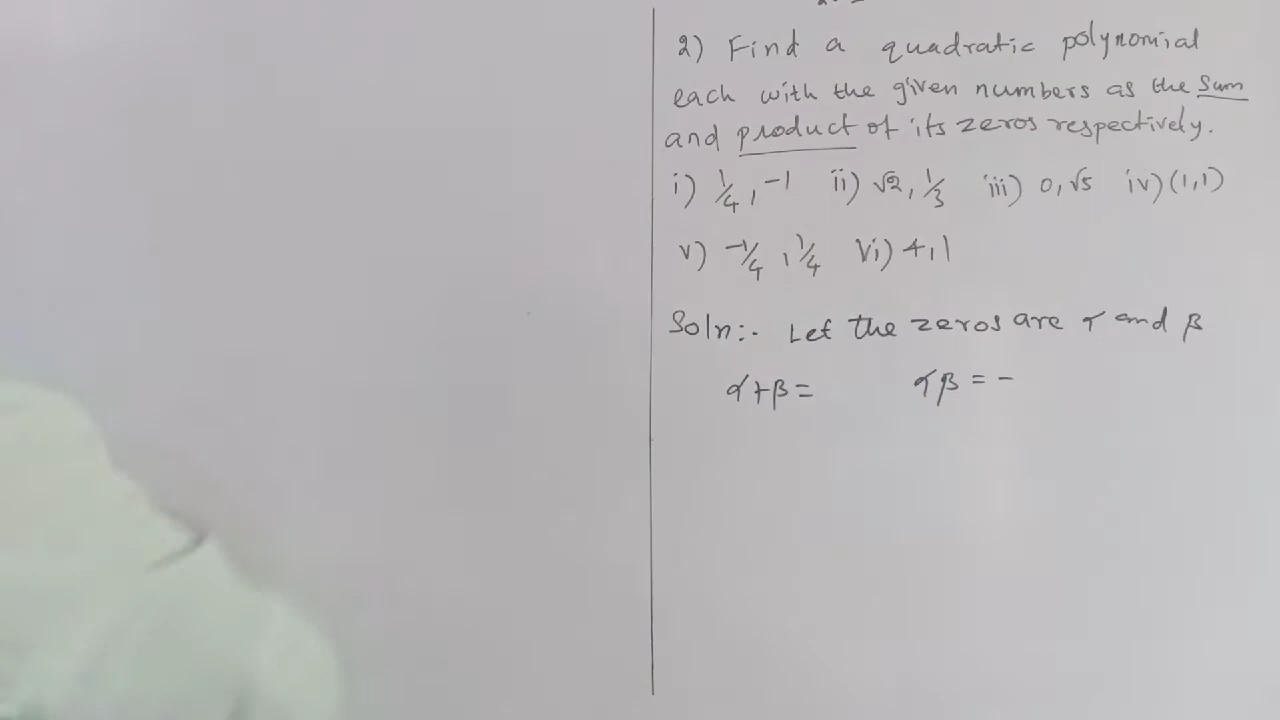 2) Find a quadratic polynomial
each with the given numbers as the sum
and product of its zeros respectively.
i) 1/4, -1 ii) √2, 1/3 iii) 0, √5 iv) (1,1)
v) -1/4, 1/4 vi) 4, 1
Soln:- Let the zeros are α and β
α+β= αβ = -